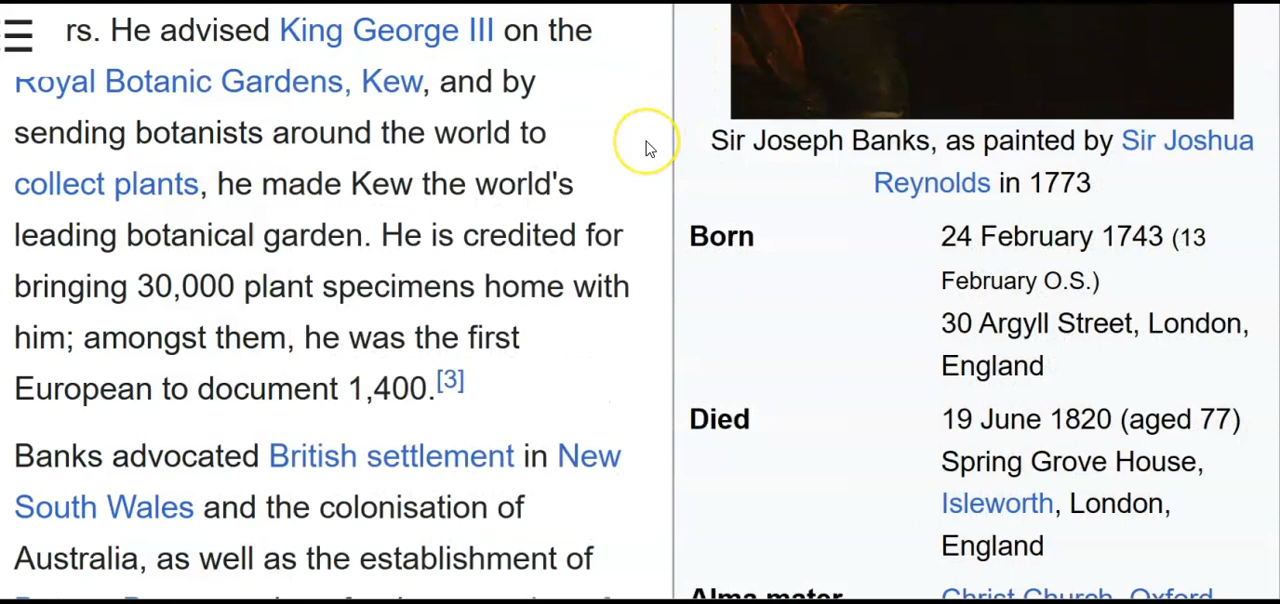 rs. He advised King George III on the
Royal Botanic Gardens, Kew, and by
sending botanists around the world to
collect plants, he made Kew the world's
leading botanical garden. He is credited for
bringing 30,000 plant specimens home with
him; amongst them, he was the first
European to document 1,400.[3]
Banks advocated British settlement in New
South Wales and the colonisation of
Australia, as well as the establishment of
Sir Joseph Banks, as painted by Sir Joshua
Reynolds in 1773
Born 24 February 1743 (13
February O.S.)
30 Argyll Street, London,
England
Died 19 June 1820 (aged 77)
Spring Grove House,
Isleworth, London,
England
Alma mater Christ Church, Oxford